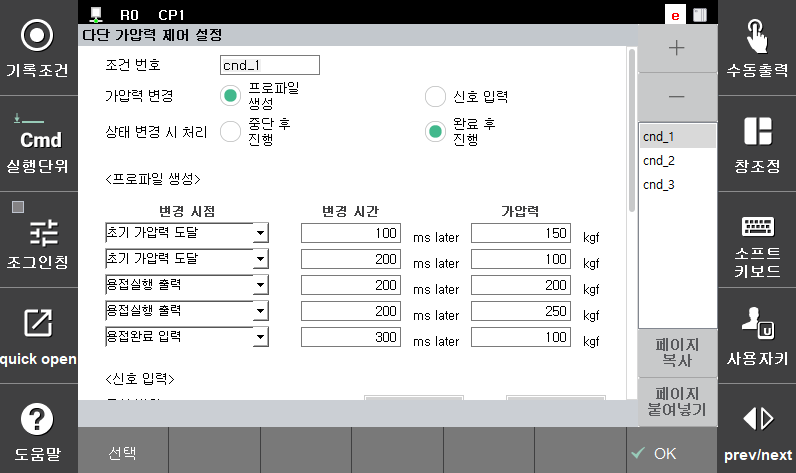 R0 CP1 e
다단 가압력 제어 설정
기록조건
Cmd
실행단위
조그인칭
quick open
도움말
조건 번호 cnd_1
가압력 변경 프로파일 생성 신호 입력
상태 변경 시 처리 중단 후 진행 완료 후 진행
<프로파일 생성>
변경 시점 변경 시간 가압력
초기 가압력 도달 100 ms later 150 kgf
초기 가압력 도달 200 ms later 100 kgf
용접실행 출력 200 ms later 200 kgf
용접실행 출력 200 ms later 250 kgf
용접완료 입력 300 ms later 100 kgf
<신호 입력>
+
−
cnd_1
cnd_2
cnd_3
페이지
복사
페이지
붙여넣기
수동출력
창조정
소프트
키보드
u
사용자키
prev/next
선택
OK